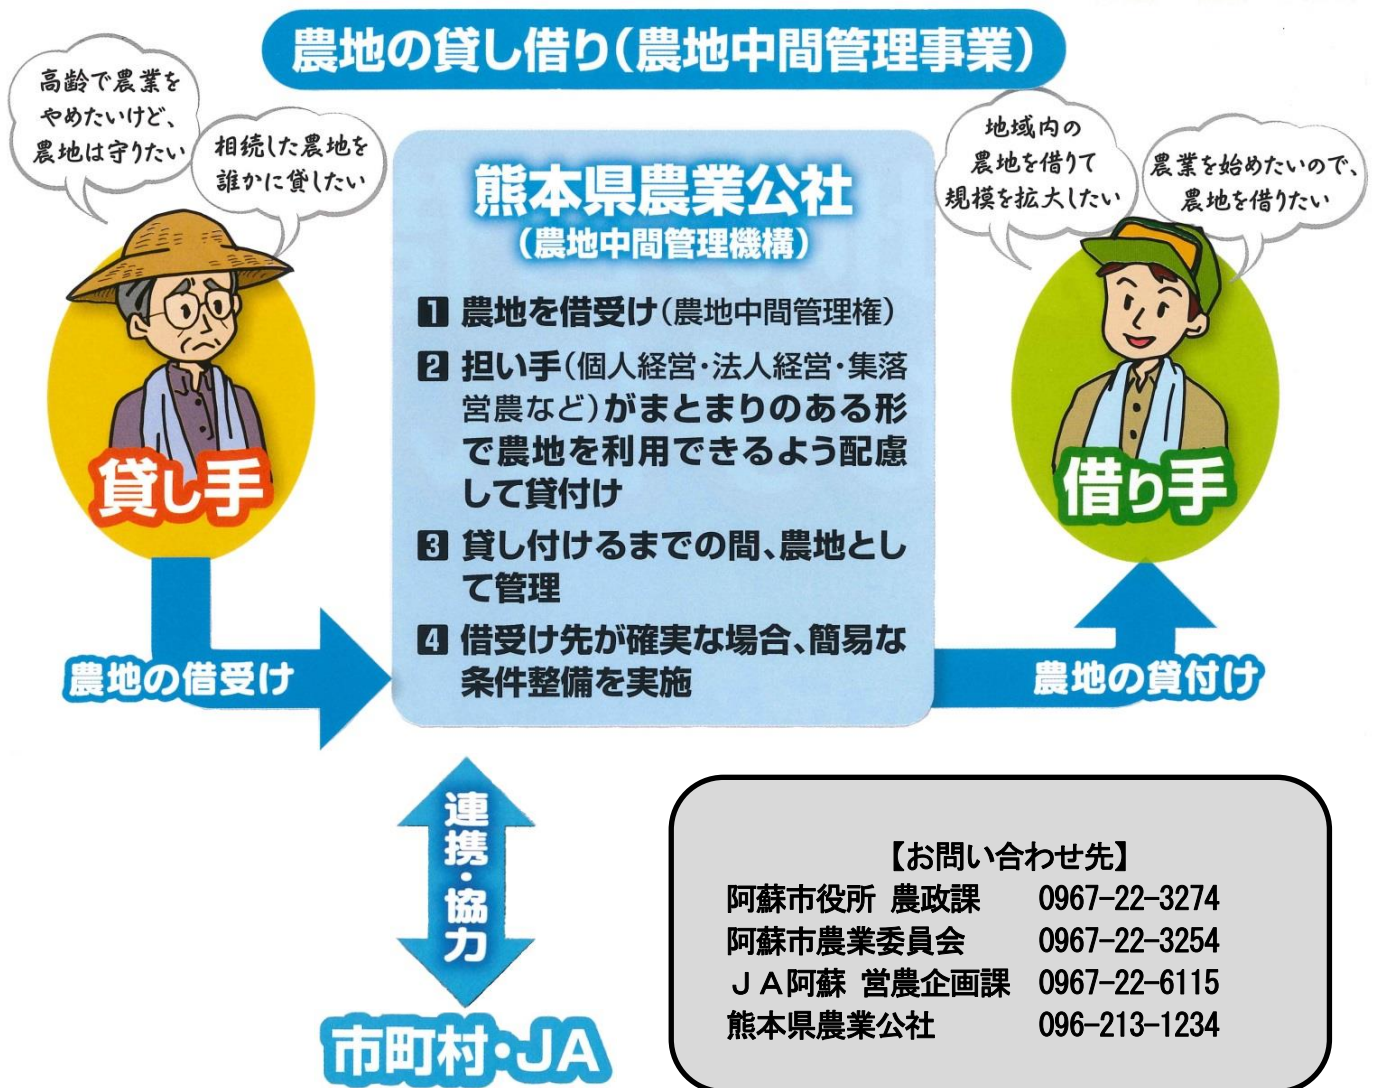 農地の貸し借り(農地中間管理事業)
高齢で農業を
やめたいけど、
農地は守りたい
相続した農地を
誰かに貸したい
貸し手
農地の借受け
熊本県農業公社
(農地中間管理機構)
1 農地を借受け(農地中間管理権)
2 担い手(個人経営・法人経営・集落
営農など)がまとまりのある形
で農地を利用できるよう配慮
して貸付け
3 貸し付けるまでの間、農地とし
て管理
4 借受け先が確実な場合、簡易な
条件整備を実施
地域内の
農地を借りて
規模を拡大したい
農業を始めたいので、
農地を借りたい
借り手
農地の貸付け
連携・協力
市町村・JA
【お問い合わせ先】
阿蘇市役所 農政課 0967-22-3274
阿蘇市農業委員会 0967-22-3254
JA阿蘇 営農企画課 0967-22-6115
熊本県農業公社 096-213-1234